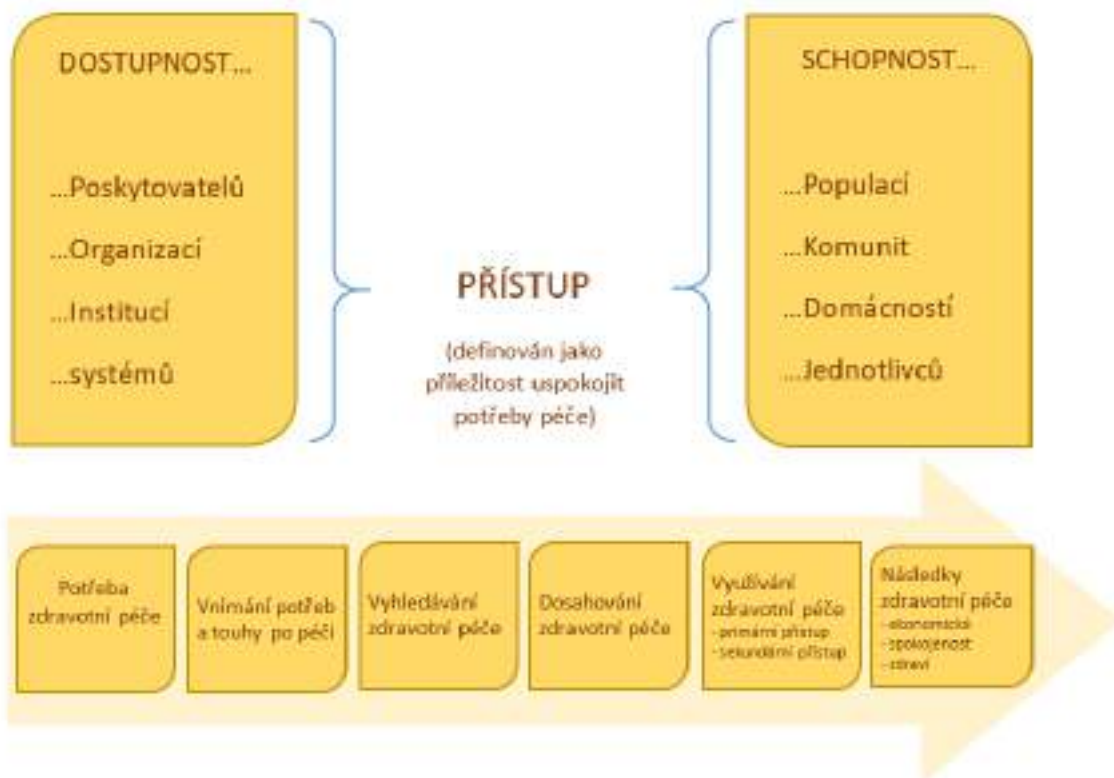 DOSTUPNOST...
...Poskytovatelů
...Organizací
...Institucí
...systémů
PŘÍSTUP
(definován jako
příležitost uspokojit
potřeby péče)
SCHOPNOST...
...Populací
...Komunit
...Domácností
...Jednotlivců
Potřeba
zdravotní péče
Vnímání potřeb
a touhy po péči
Vyhledávání
zdravotní péče
Dosahování
zdravotní péče
Využívání
zdravotní péče
- primární přístup
- sekundární přístup
Následky
zdravotní péče
- ekonomické
- spokojenost
- zdraví